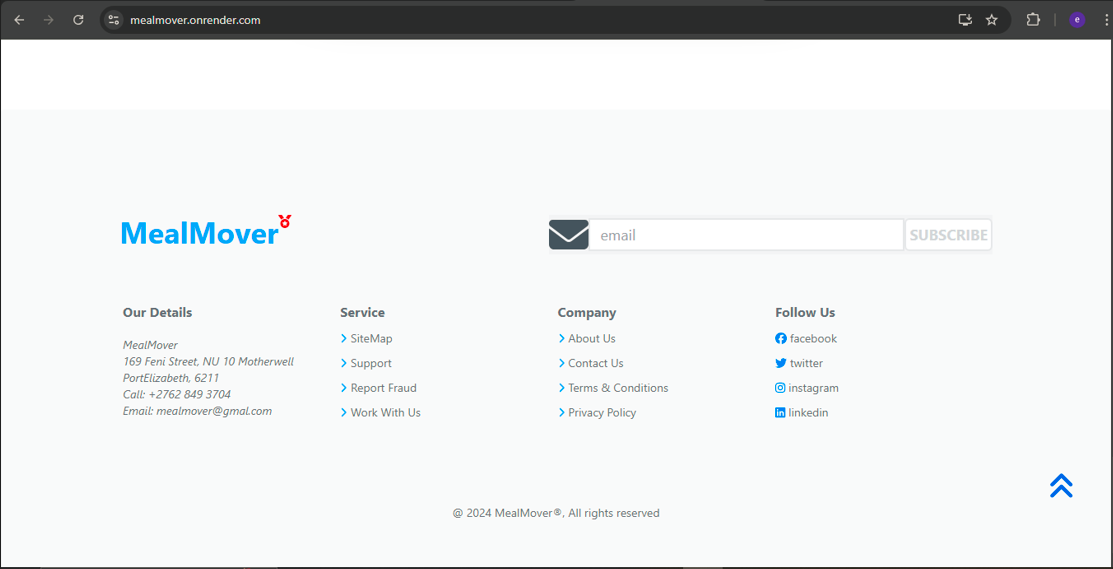 mealmover.onrender.com
e
MealMover
email
SUBSCRIBE
Our Details
MealMover
169 Feni Street, NU 10 Motherwell
PortElizabeth, 6211
Call: +2762 849 3704
Email: mealmover@gmal.com
Service
SiteMap
Support
Report Fraud
Work With Us
Company
About Us
Contact Us
Terms & Conditions
Privacy Policy
Follow Us
facebook
twitter
instagram
linkedin
@ 2024 MealMover®, All rights reserved